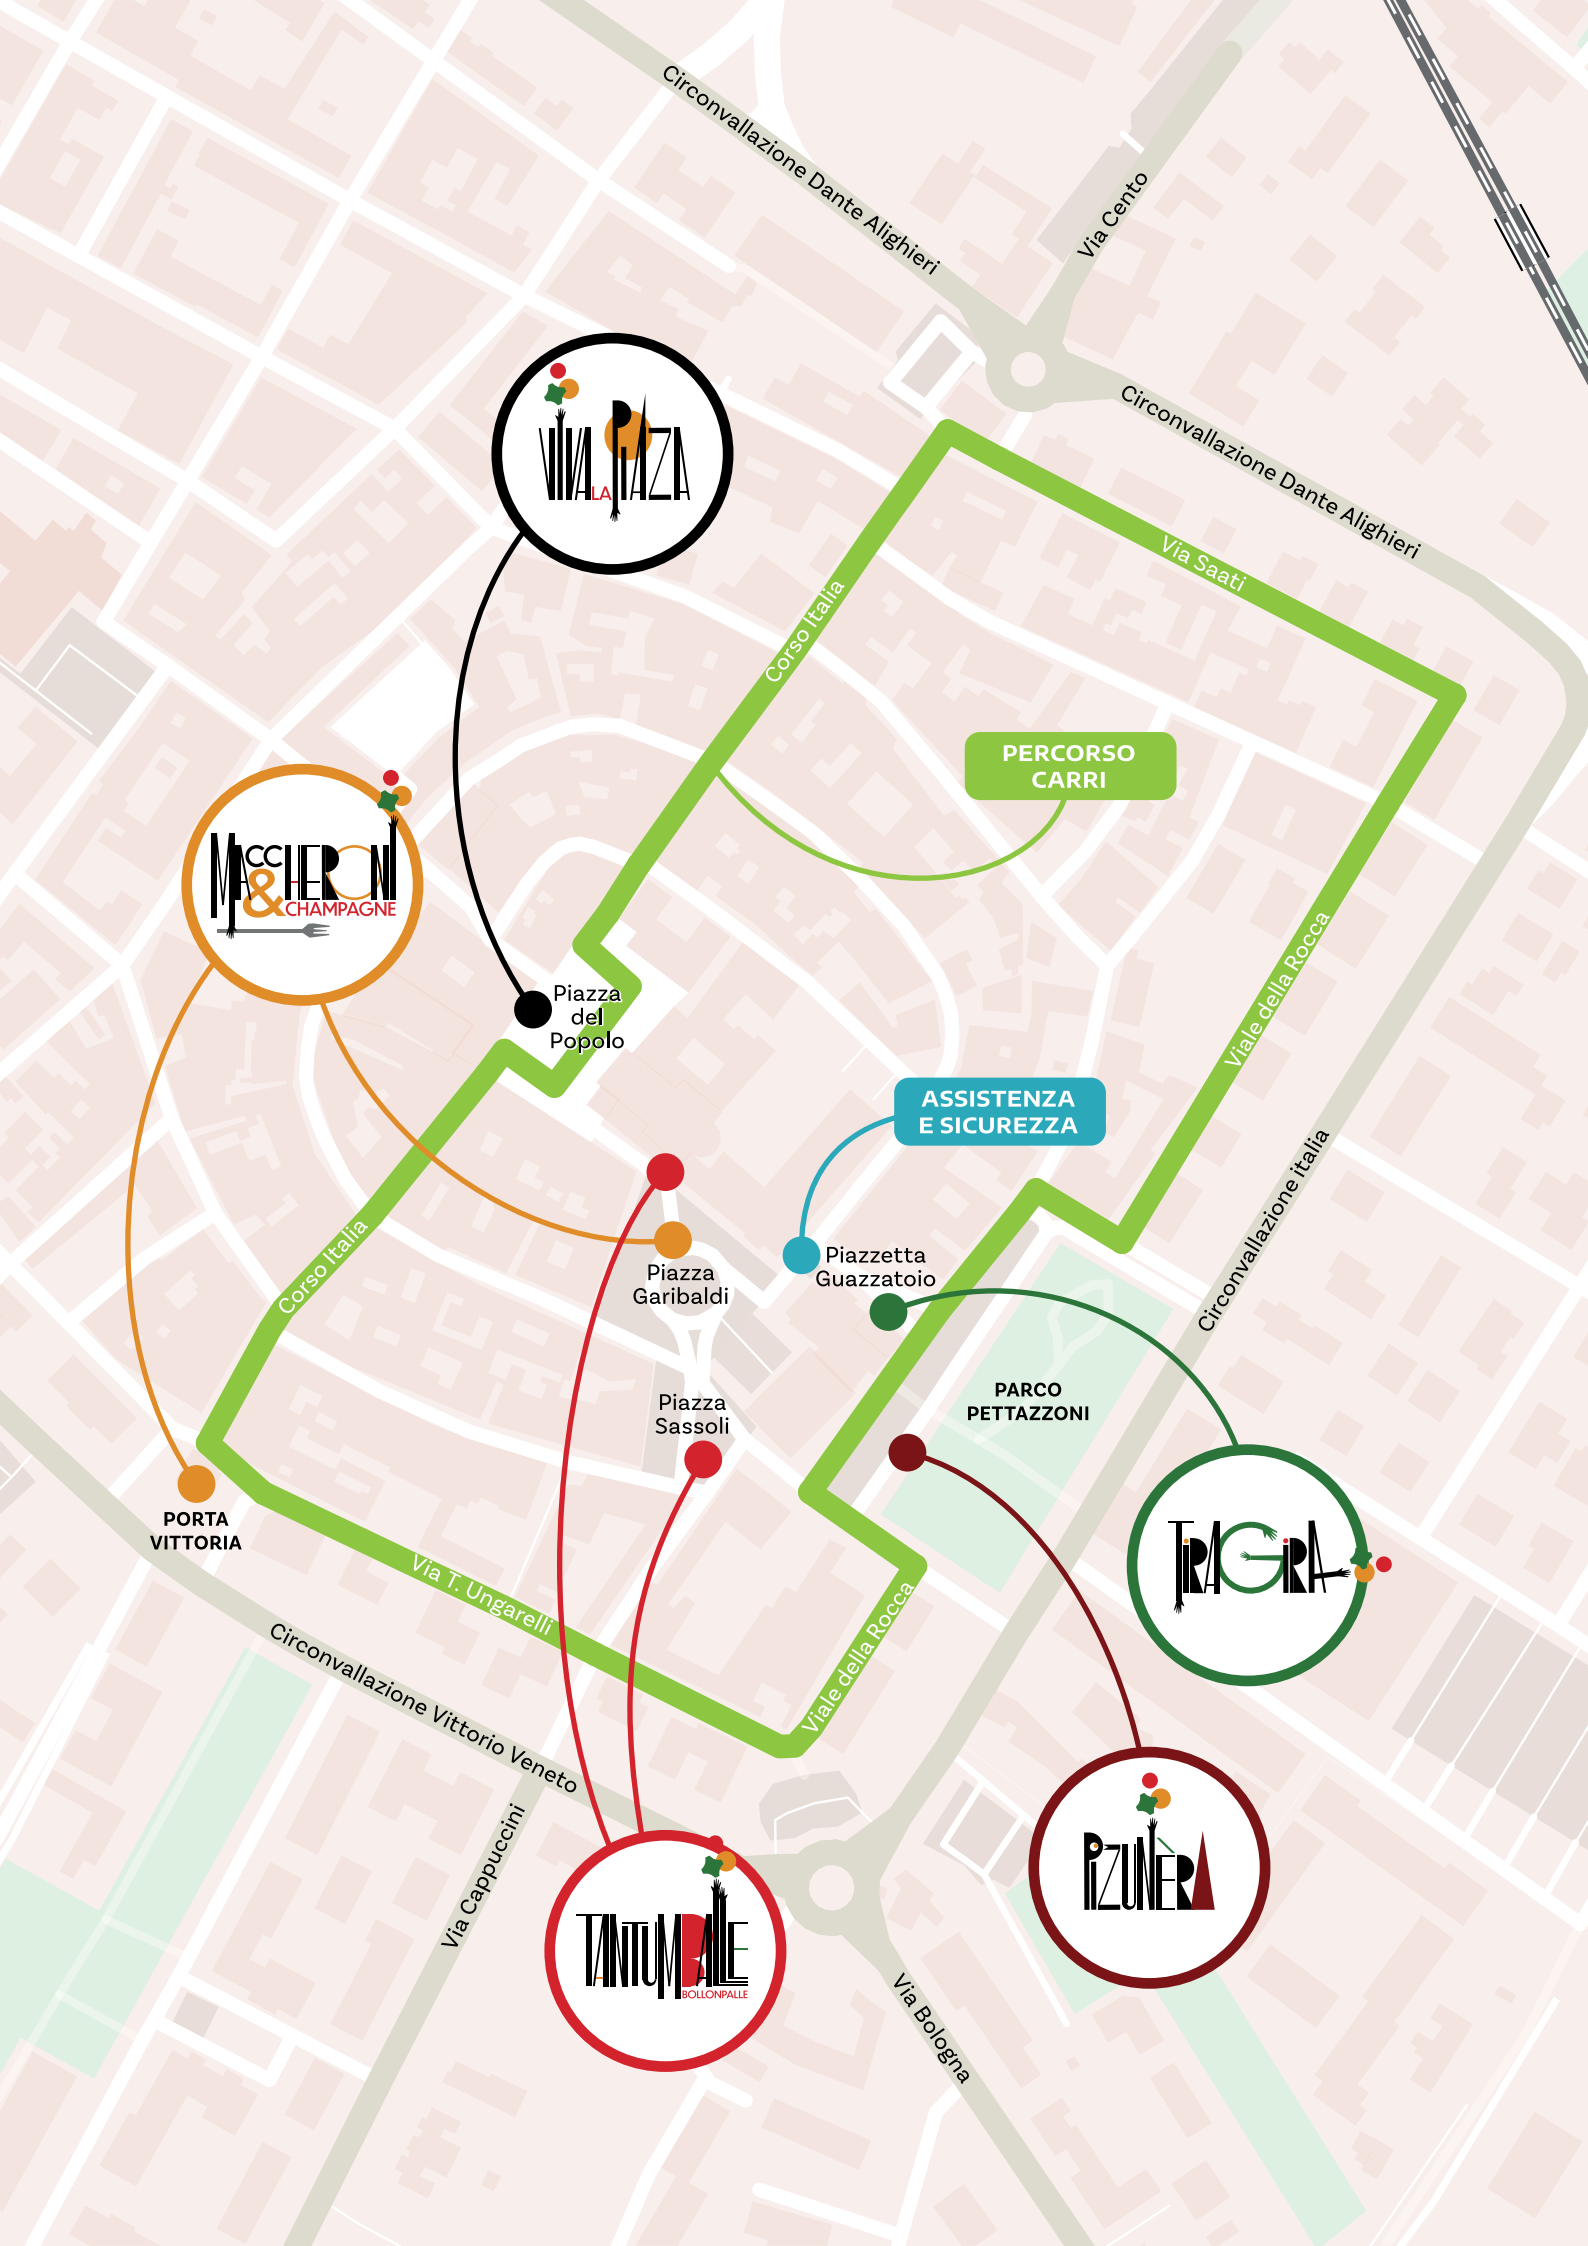 Circonvallazione Dante Alighieri
Via Cento
Circonvallazione Dante Alighieri
VIVA
LA PIAZA
Via Saati
Corso Italia
PERCORSO
CARRI
MACCHERONI
& CHAMPAGNE
Viale della Rocca
Piazza
del
Popolo
ASSISTENZA
E SICUREZZA
Circonvallazione italia
Corso Italia
Piazzetta
Guazzatoio
Piazza
Garibaldi
PARCO
PETTAZZONI
Piazza
Sassoli
PORTA
VITTORIA
TIRAGIRA
Via T. Ungarelli
Viale della Rocca
Circonvallazione Vittorio Veneto
Via Cappuccini
PIZUNÈRA
TANTUMBALLE
BOLLONPALLE
Via Bologna